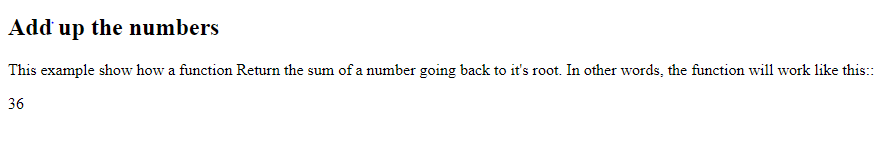 Add up the numbers
This example show how a function Return the sum of a number going back to it's root. In other words, the function will work like this::
36